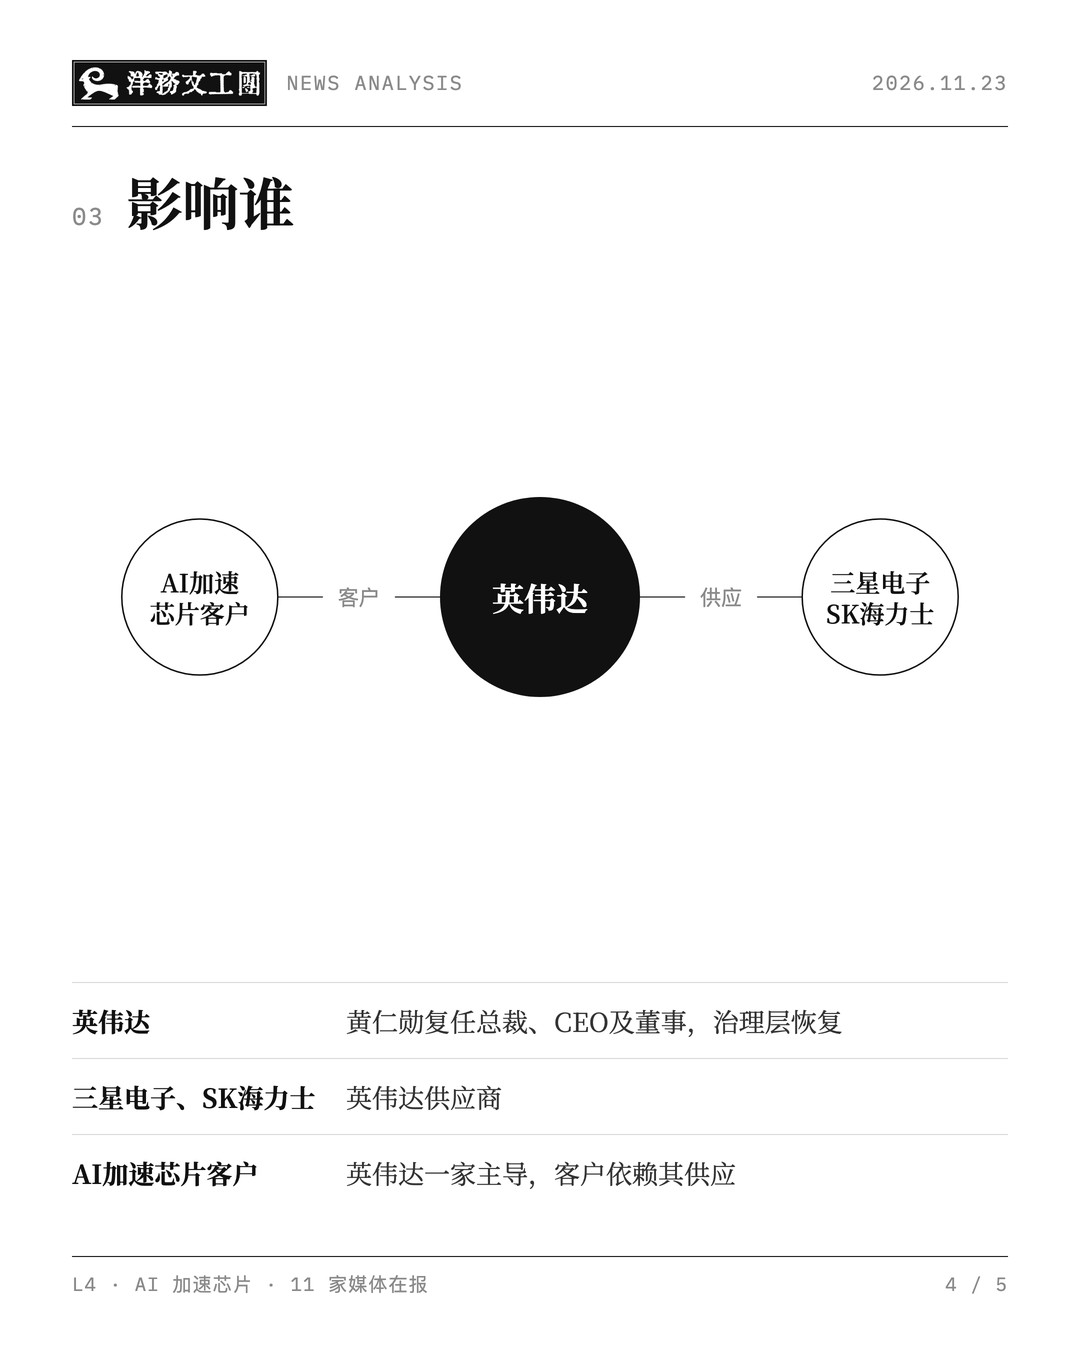 洋務文工團 NEWS ANALYSIS 2026.11.23
03 影响谁
AI加速
芯片客户
客户
英伟达
供应
三星电子
SK海力士
英伟达 黄仁勋复任总裁、CEO及董事，治理层恢复
三星电子、SK海力士 英伟达供应商
AI加速芯片客户 英伟达一家主导，客户依赖其供应
L4 · AI 加速芯片 · 11 家媒体在报 4 / 5